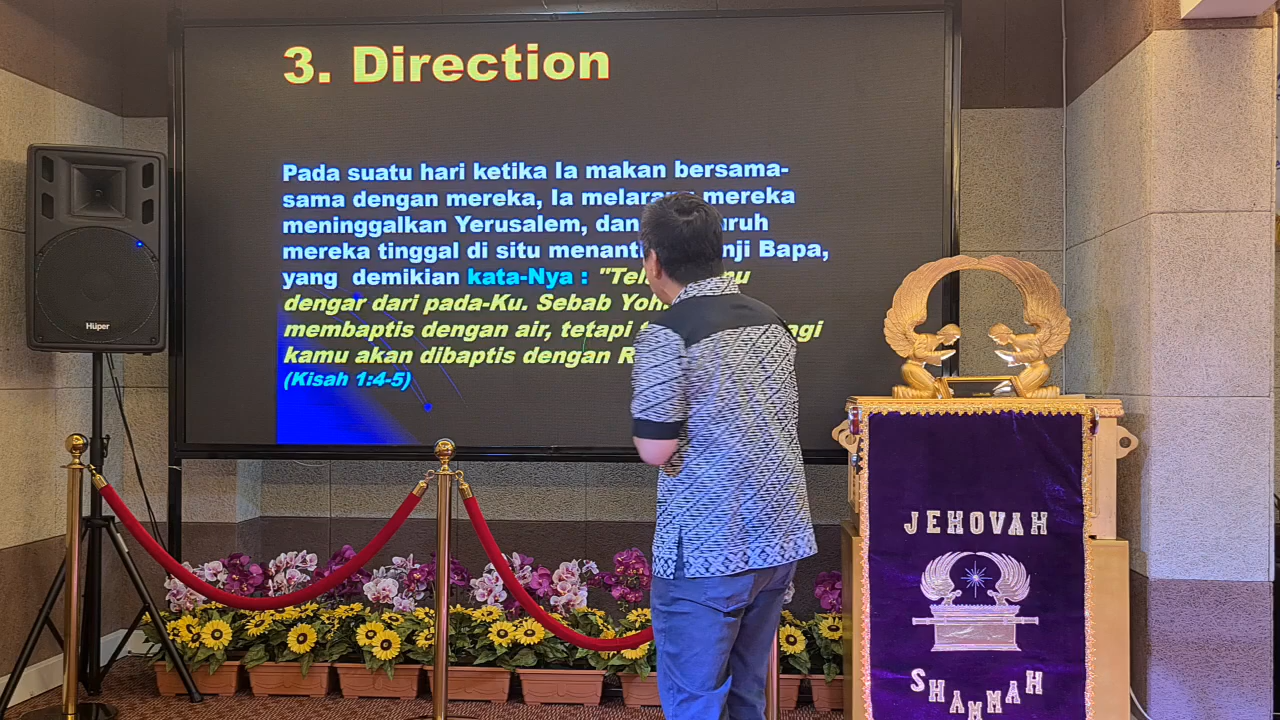 3. Direction
Pada suatu hari ketika Ia makan bersama-
sama dengan mereka, Ia melarang mereka
meninggalkan Yerusalem, dan ruh
mereka tinggal di situ menanti Bapa,
yang demikian kata-Nya : "
dengar dari pada-Ku. Sebab
membaptis dengan air, tetapi
kamu akan dibaptis dengan
(Kisah 1:4-5)
Hüper
JEHOVAH
SHAMMAH